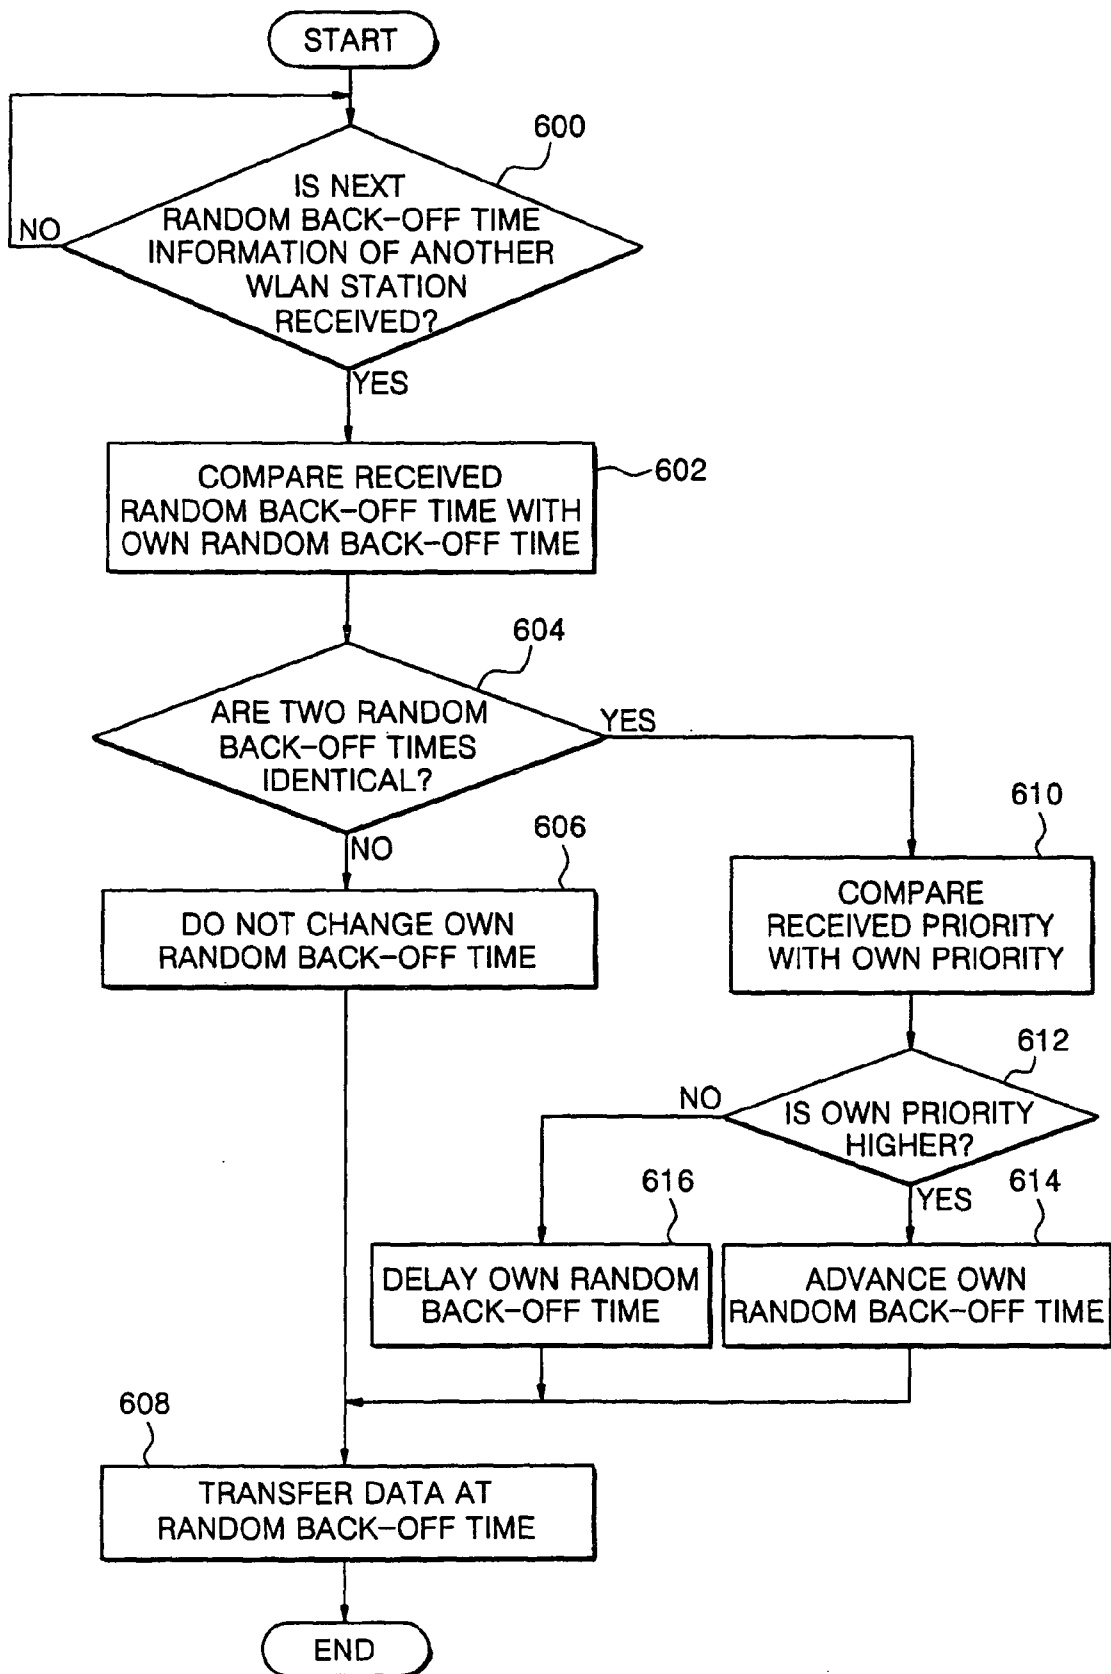 START
600
IS NEXT
RANDOM BACK-OFF TIME
INFORMATION OF ANOTHER
WLAN STATION
RECEIVED?
NO
YES
COMPARE RECEIVED
RANDOM BACK-OFF TIME WITH
OWN RANDOM BACK-OFF TIME
602
604
ARE TWO RANDOM
BACK-OFF TIMES
IDENTICAL?
YES
NO
606
DO NOT CHANGE OWN
RANDOM BACK-OFF TIME
610
COMPARE
RECEIVED PRIORITY
WITH OWN PRIORITY
612
IS OWN PRIORITY
HIGHER?
NO
YES
616
DELAY OWN RANDOM
BACK-OFF TIME
614
ADVANCE OWN
RANDOM BACK-OFF TIME
608
TRANSFER DATA AT
RANDOM BACK-OFF TIME
END